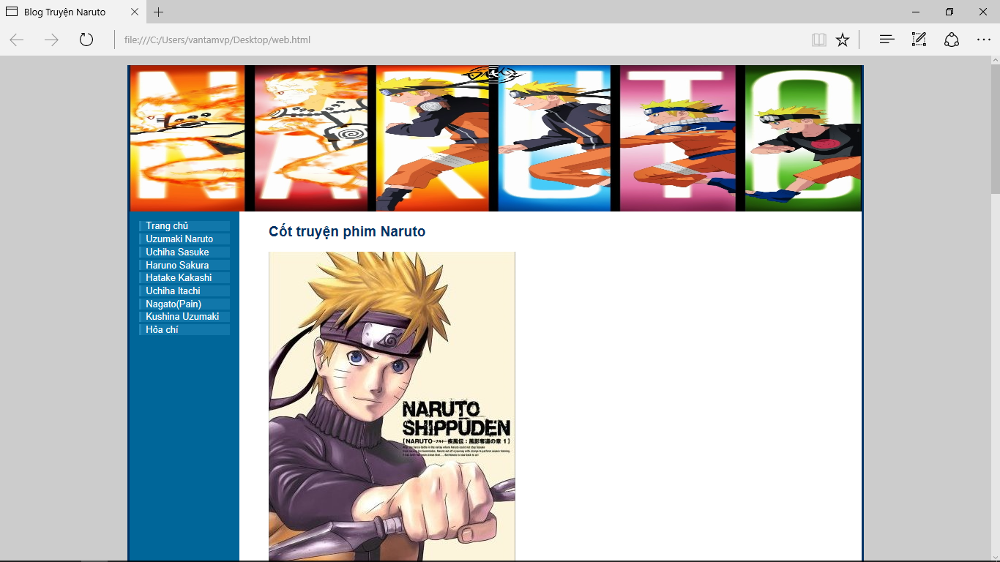 Blog Truyện Naruto
file:///C:/Users/vantamvp/Desktop/web.html
NARUTO
Trang chủ
Uzumaki Naruto
Uchiha Sasuke
Haruno Sakura
Hatake Kakashi
Uchiha Itachi
Nagato(Pain)
Kushina Uzumaki
Hỏa chí
Cốt truyện phim Naruto
NARUTO
SHIPPUDEN
[NARUTO-ナルト- 疾風伝：風影奪還の章 1]